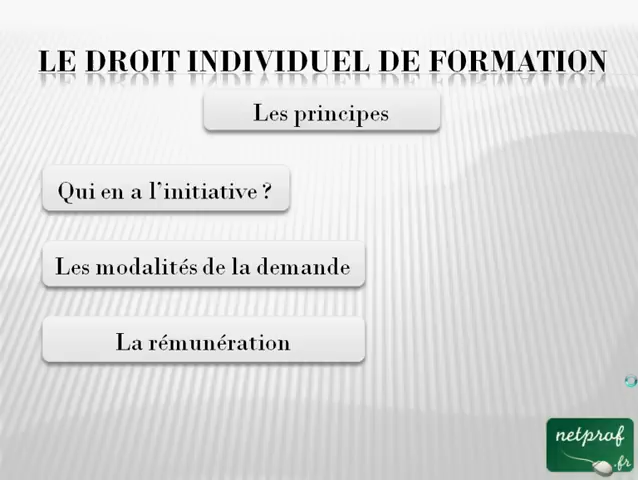 LE DROIT INDIVIDUEL DE FORMATION
Les principes
Qui en a l'initiative ?
Les modalités de la demande
La rémunération
netprof
.fr